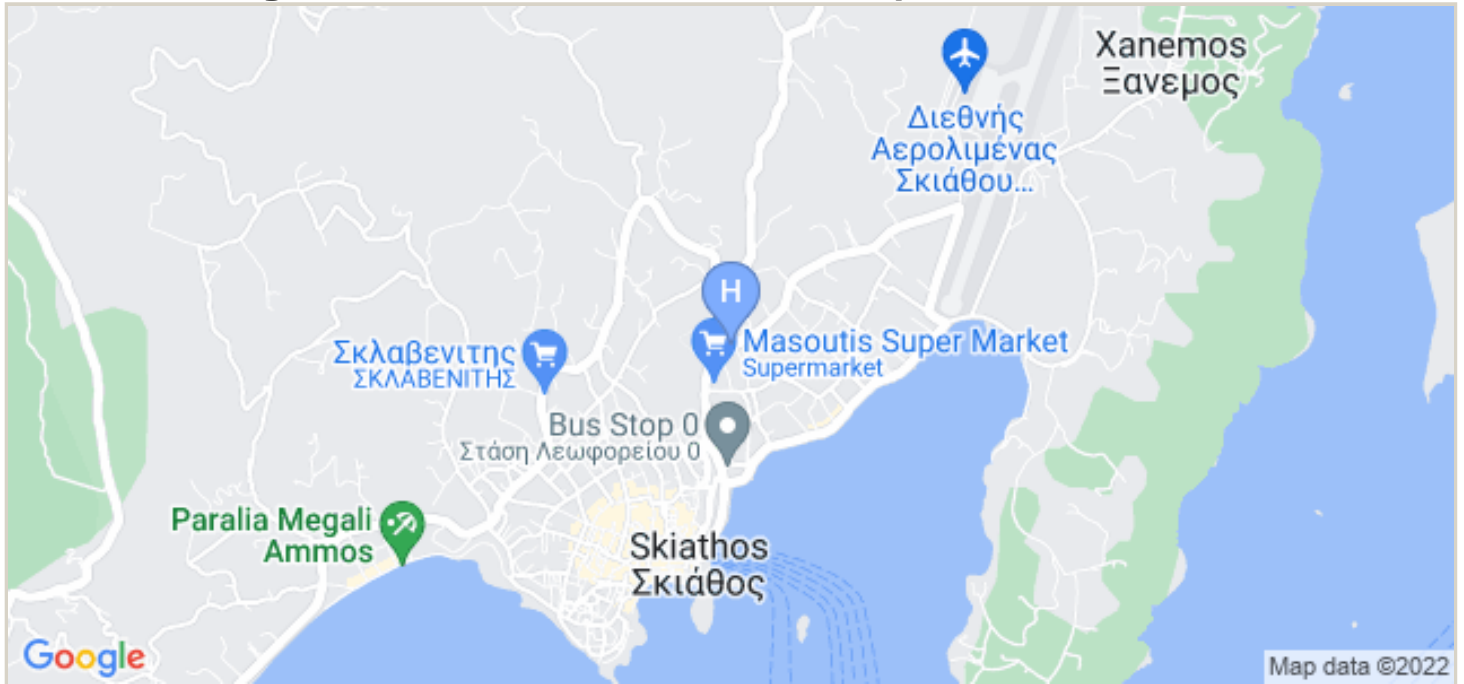 Xanemos
Ξανεμος
Διεθνής
Αερολιμένας
Σκιάθου...
H
Σκλαβενιτης
ΣΚΛΑΒΕΝΙΤΗΣ
Masoutis Super Market
Supermarket
Bus Stop 0
Στάση Λεωφορείου 0
Paralia Megali
Ammos
Skiathos
Σκιάθος
Google
Map data ©2022